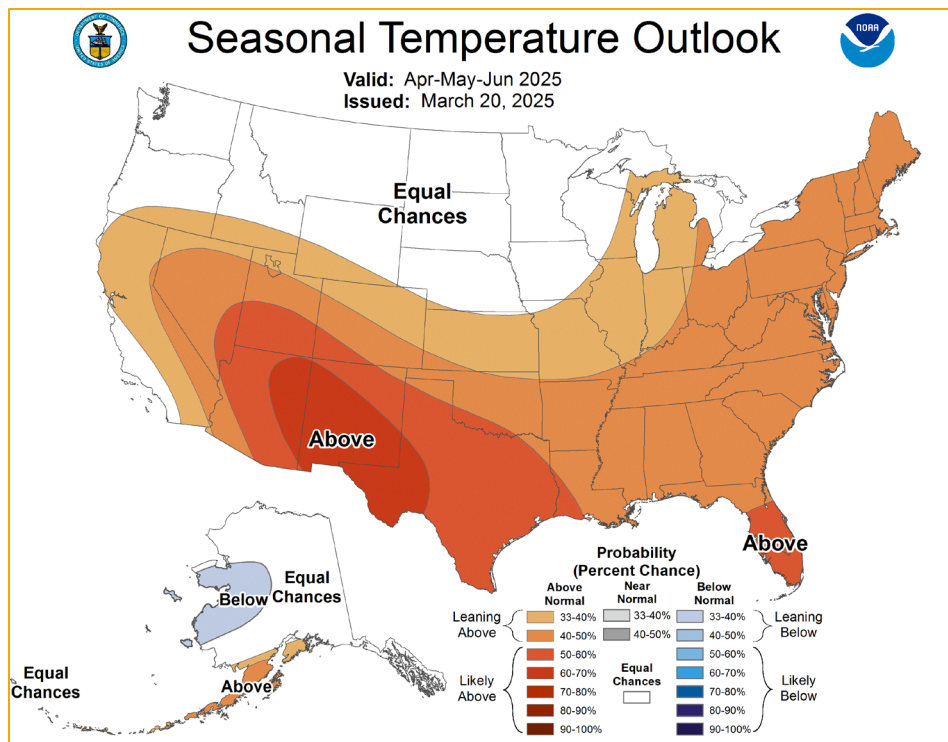 Seasonal Temperature Outlook
NOAA
Valid: Apr-May-Jun 2025
Issued: March 20, 2025
Equal
Chances
Above
Above
Below
Equal
Chances
Above
Equal
Chances
Probability
(Percent Chance)
Above
Normal
Near
Normal
Below
Normal
Leaning
Above
33-40%
40-50%
33-40%
40-50%
33-40%
40-50%
Leaning
Below
Likely
Above
50-60%
60-70%
70-80%
80-90%
90-100%
Equal
Chances
50-60%
60-70%
70-80%
80-90%
90-100%
Likely
Below